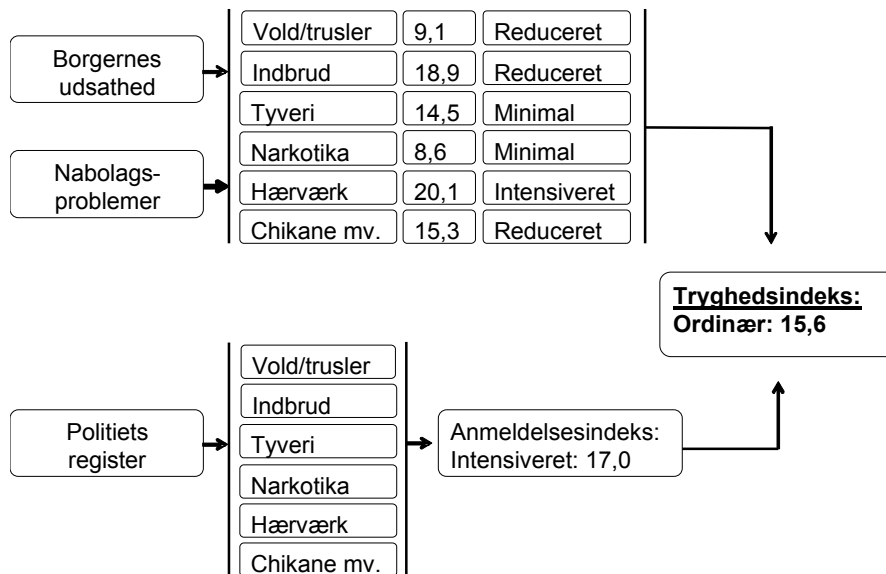 Borgernes
udsathed
Nabolags-
problemer
Vold/trusler 9,1 Reduceret
Indbrud 18,9 Reduceret
Tyveri 14,5 Minimal
Narkotika 8,6 Minimal
Hærværk 20,1 Intensiveret
Chikane mv. 15,3 Reduceret
Tryghedsindeks:
Ordinær: 15,6
Politiets
register
Vold/trusler
Indbrud
Tyveri
Narkotika
Hærværk
Chikane mv.
Anmeldelsesindeks:
Intensiveret: 17,0